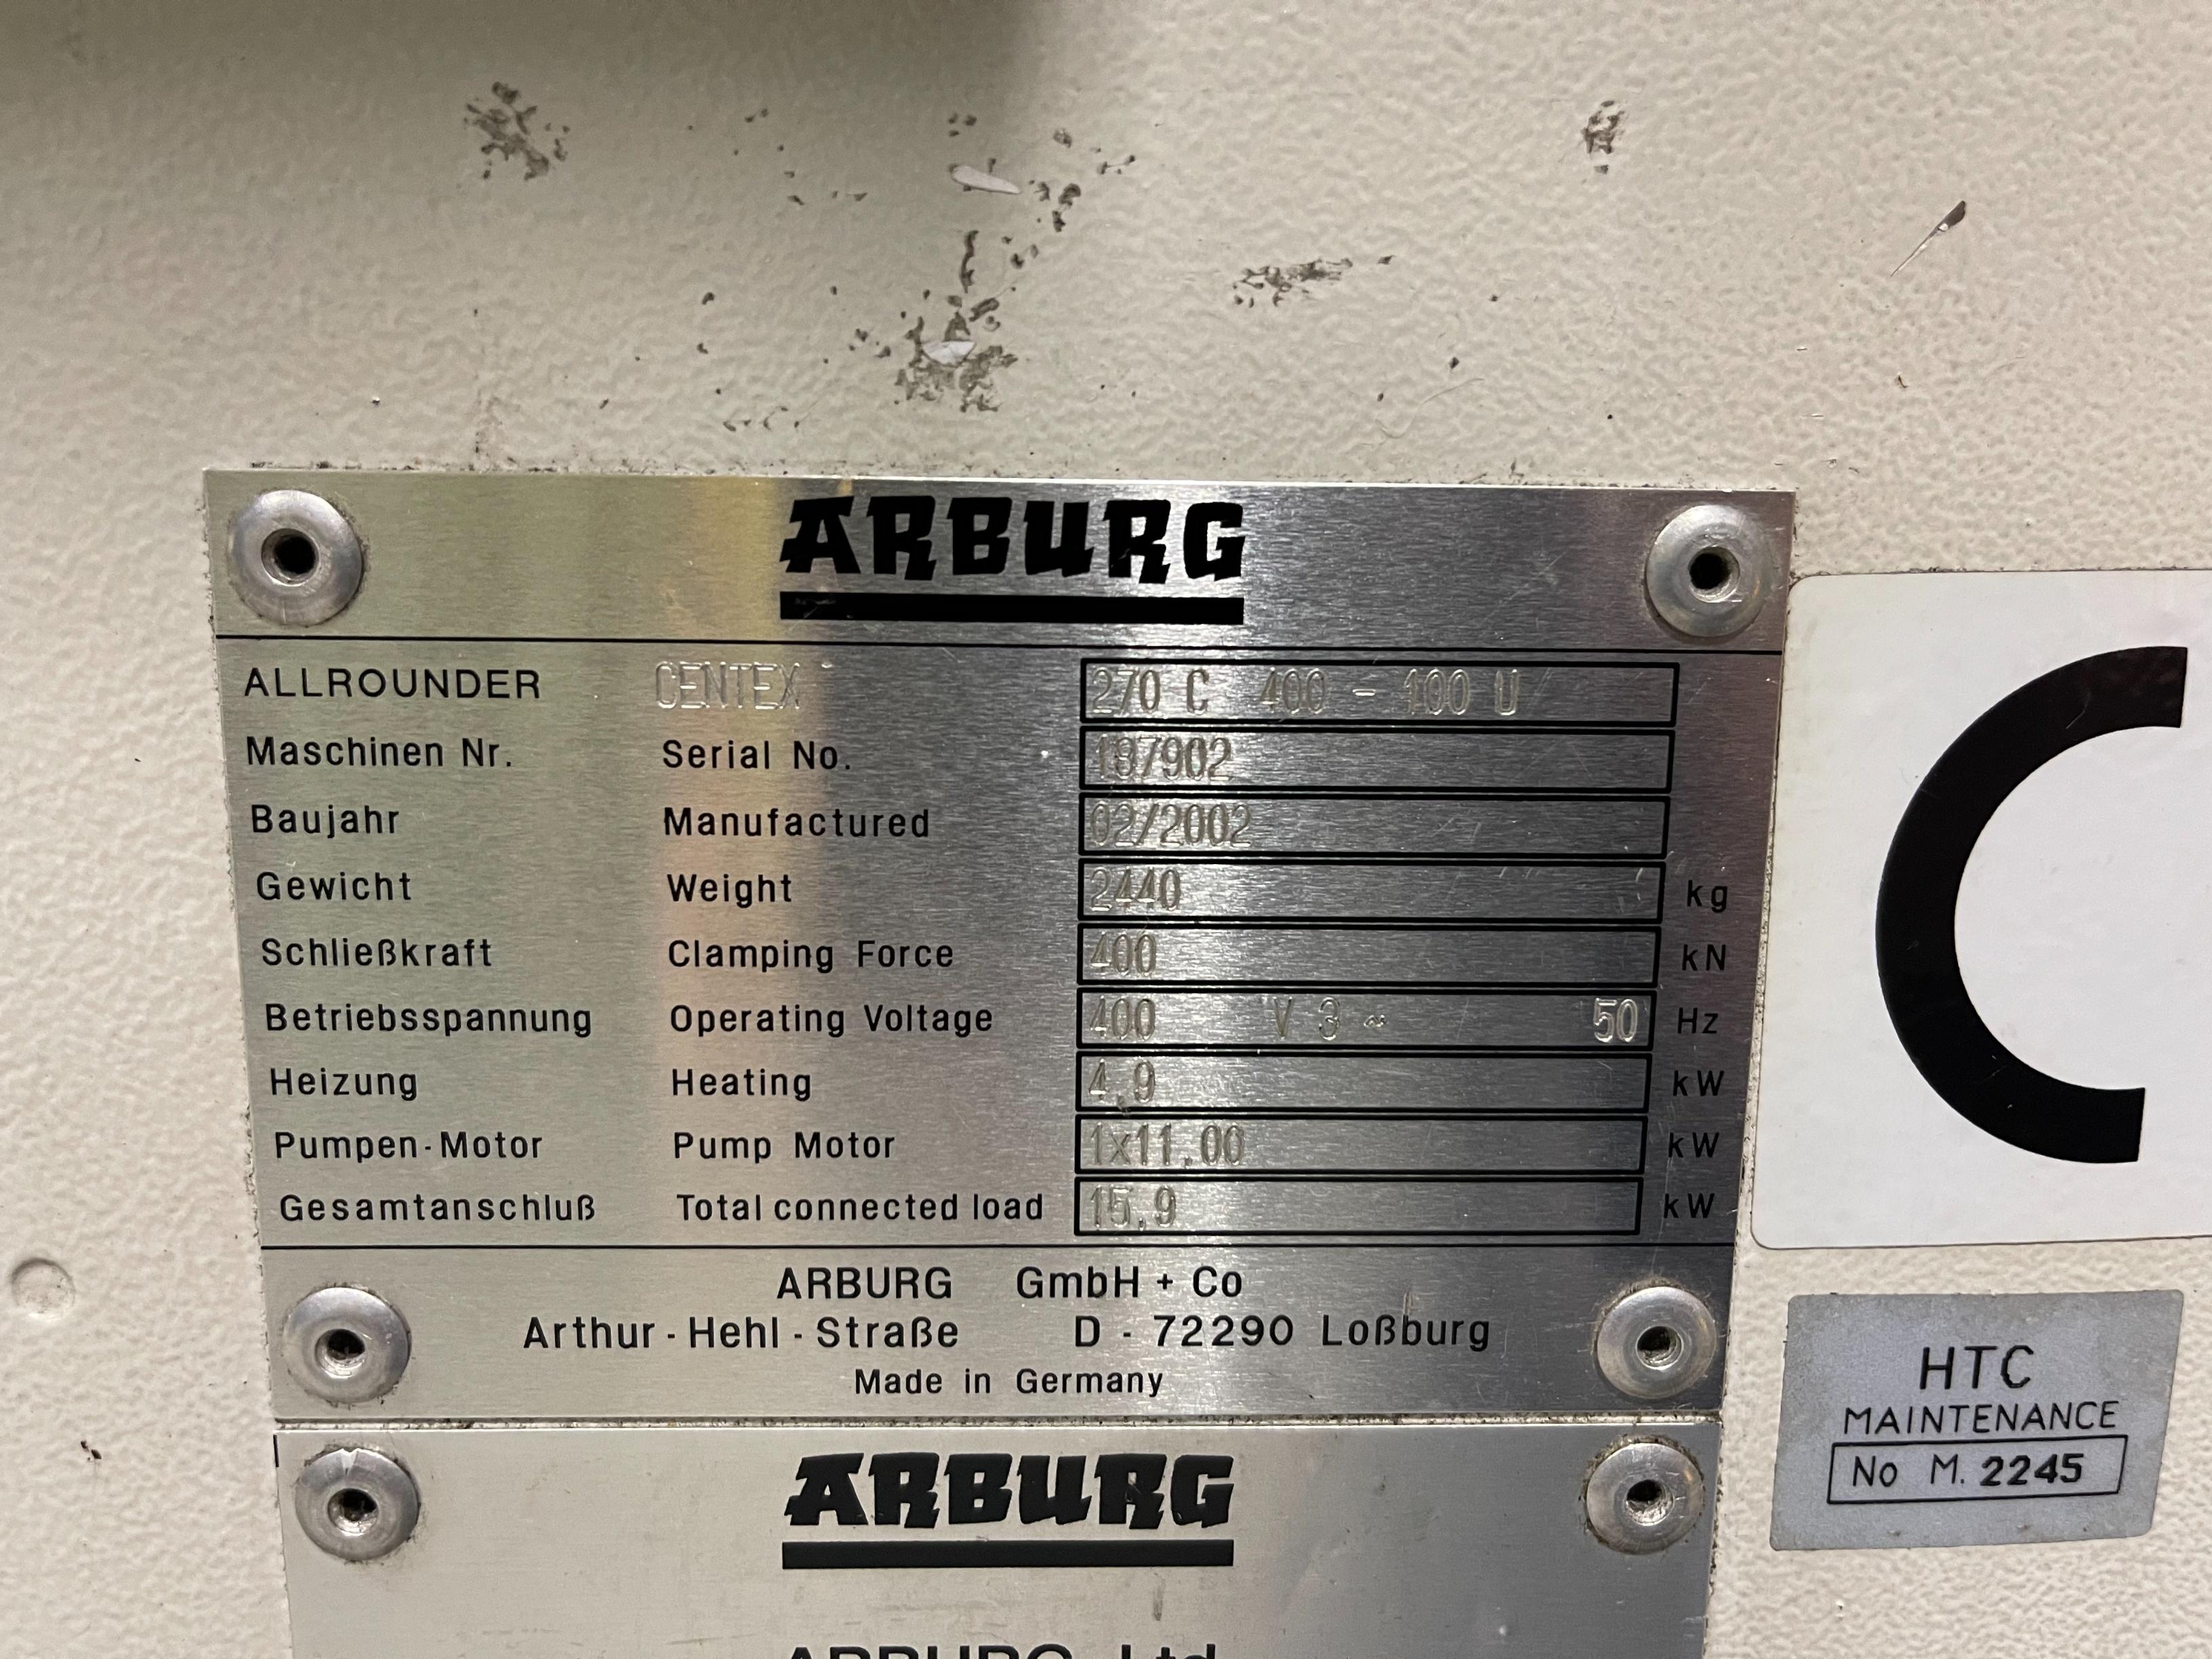 ARBURG
ALLROUNDER CENTEX 270 C 400 - 100 U
Maschinen Nr. Serial No. 187902
Baujahr Manufactured 02/2002
Gewicht Weight 2440 kg
Schließkraft Clamping Force 400 kN
Betriebsspannung Operating Voltage 400 V 3 ~ 50 Hz
Heizung Heating 4,9 kW
Pumpen-Motor Pump Motor 1x11,00 kW
Gesamtanschluß Total connected load 15,9 kW
ARBURG GmbH + Co
Arthur - Hehl - Straße D - 72290 Loßburg
Made in Germany
HTC
MAINTENANCE
No M. 2245
ARBURG
ARBURG Ltd